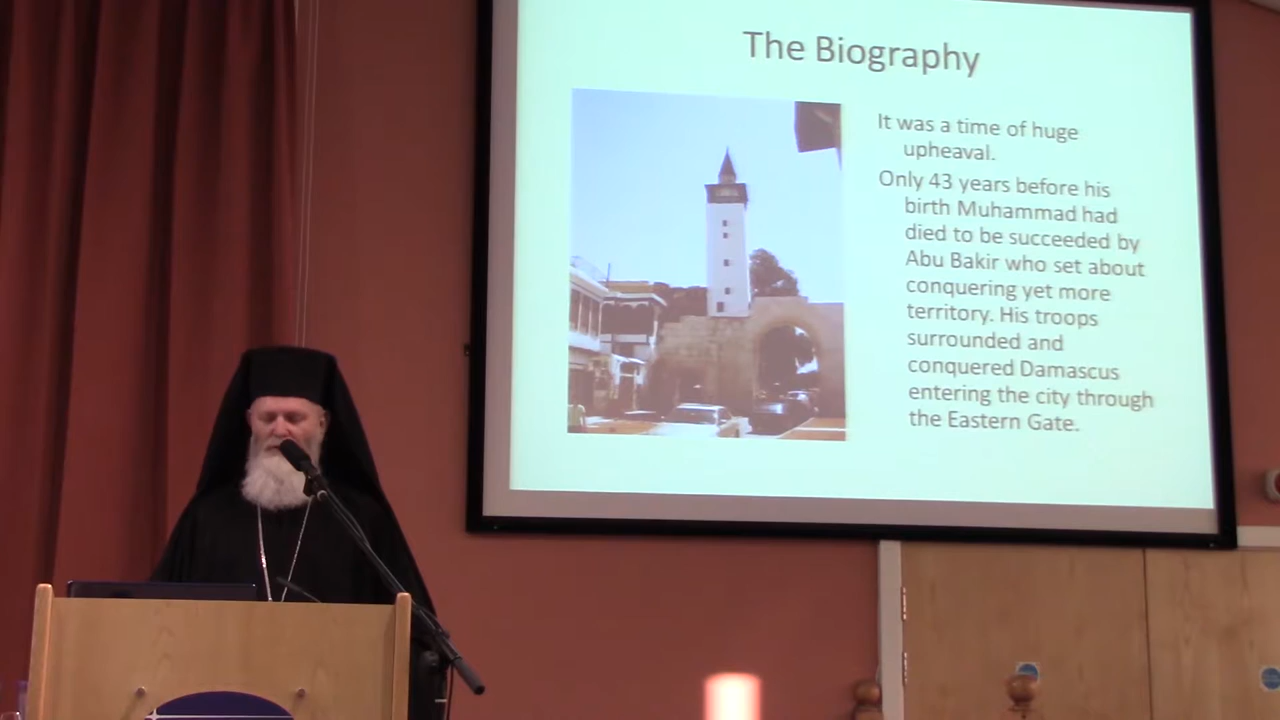 The Biography
It was a time of huge
upheaval.
Only 43 years before his
birth Muhammad had
died to be succeeded by
Abu Bakir who set about
conquering yet more
territory. His troops
surrounded and
conquered Damascus
entering the city through
the Eastern Gate.